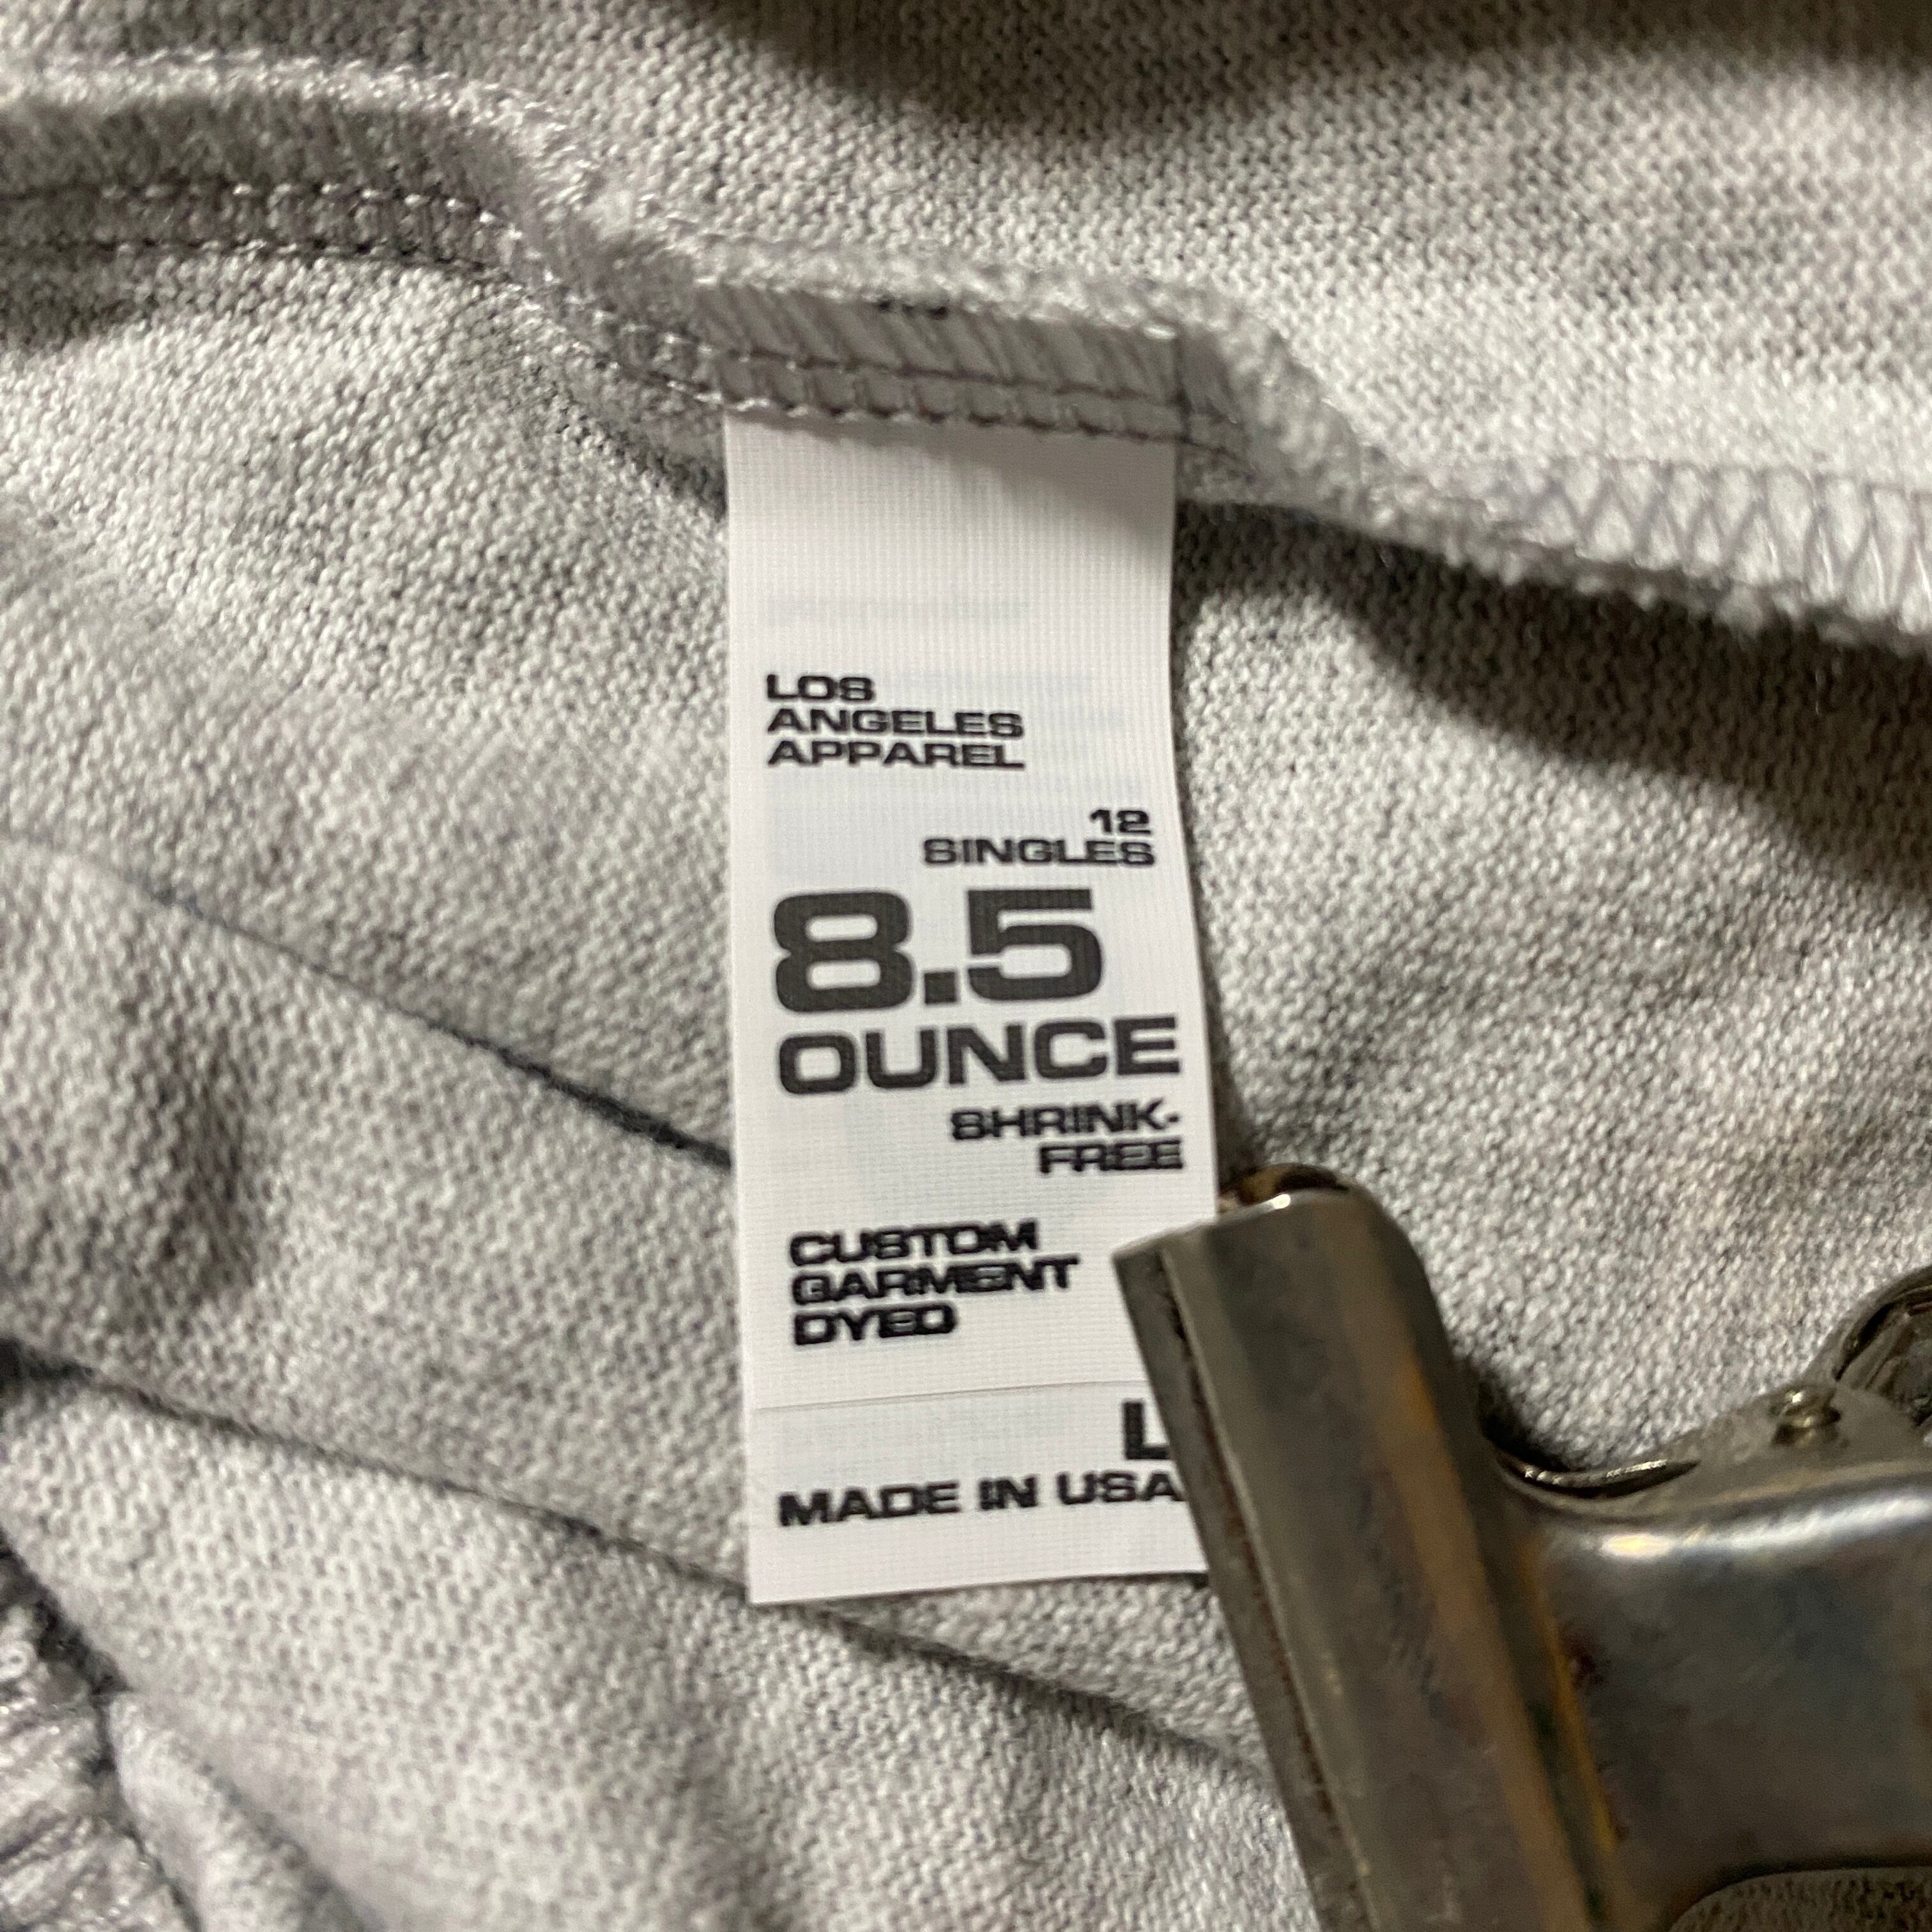 LOS
ANGELES
APPAREL
12
SINGLES
8.5
OUNCE
SHRINK-
FREE
CUSTOM
GARMENT
DYED
L
MADE IN USA